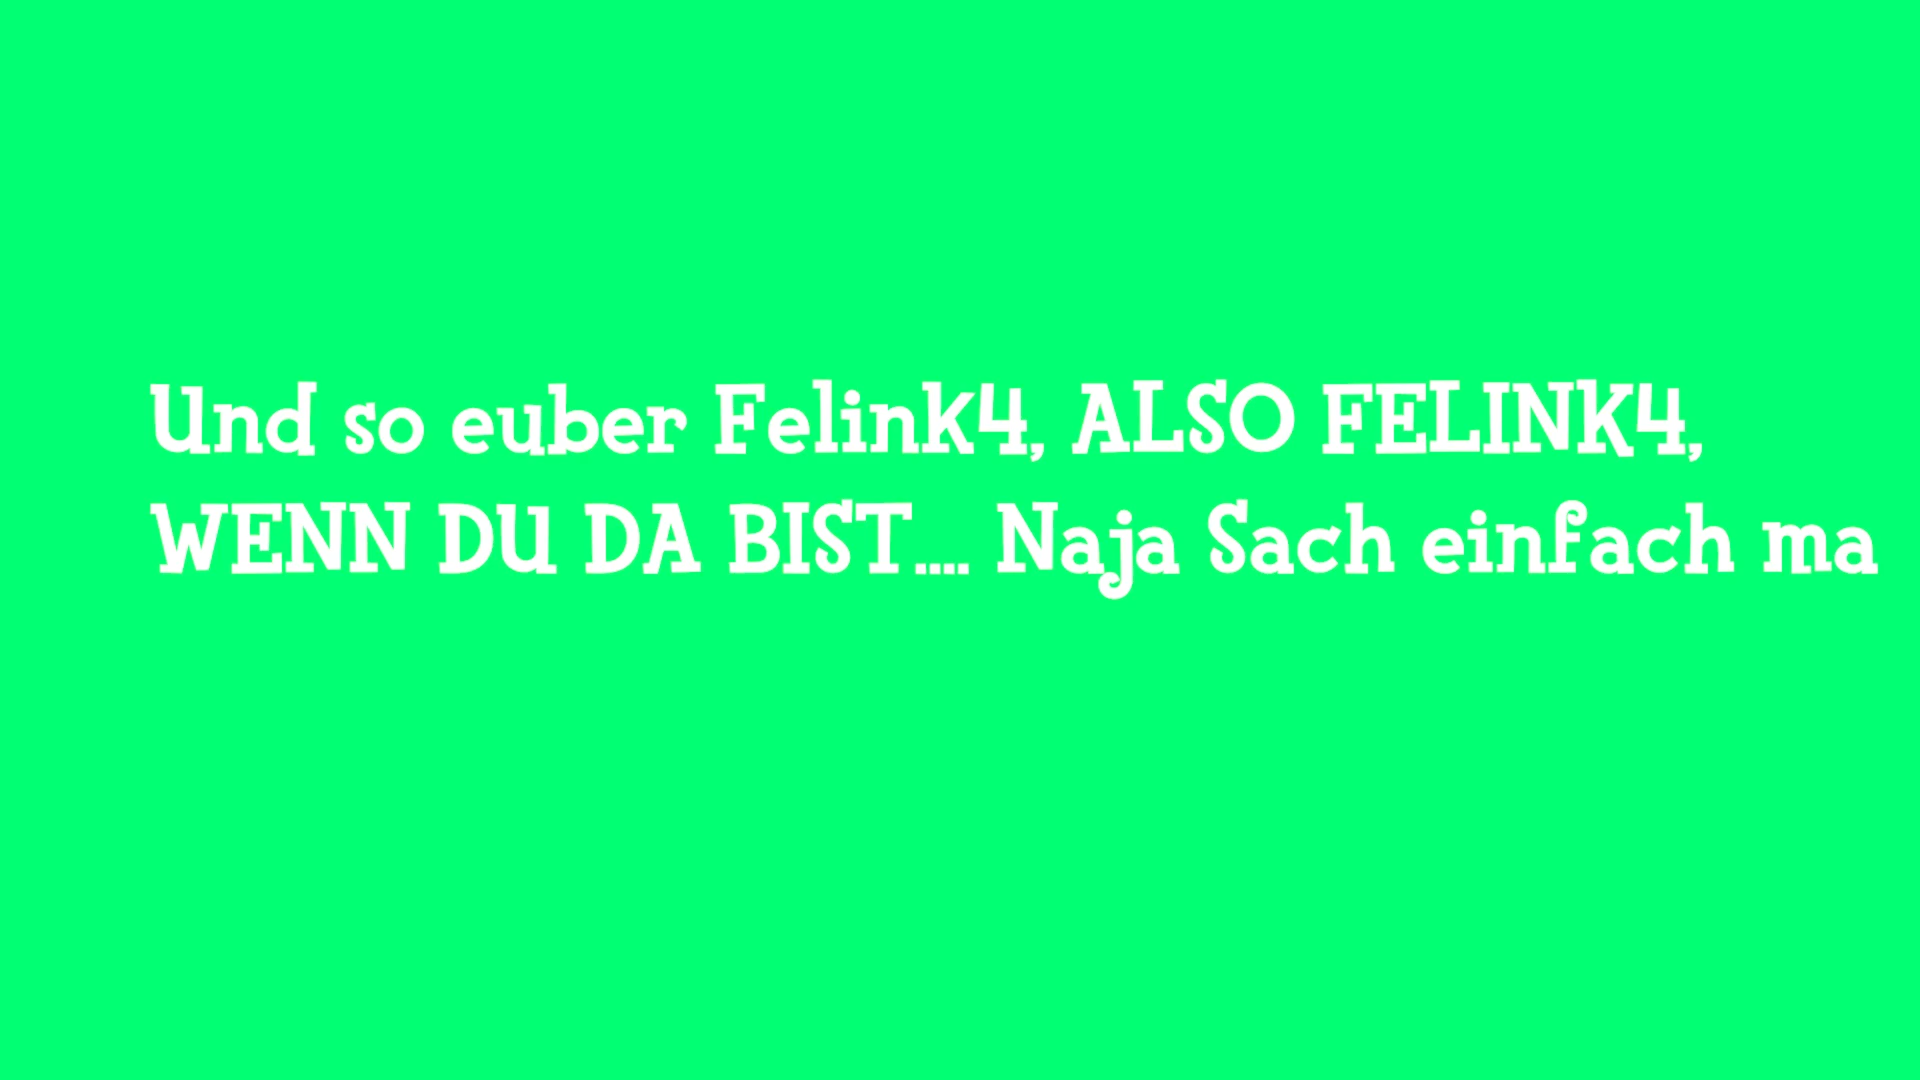 Und so euber Felink4, ALSO FELINK4,
WENN DU DA BIST.... Naja Sach einfach ma